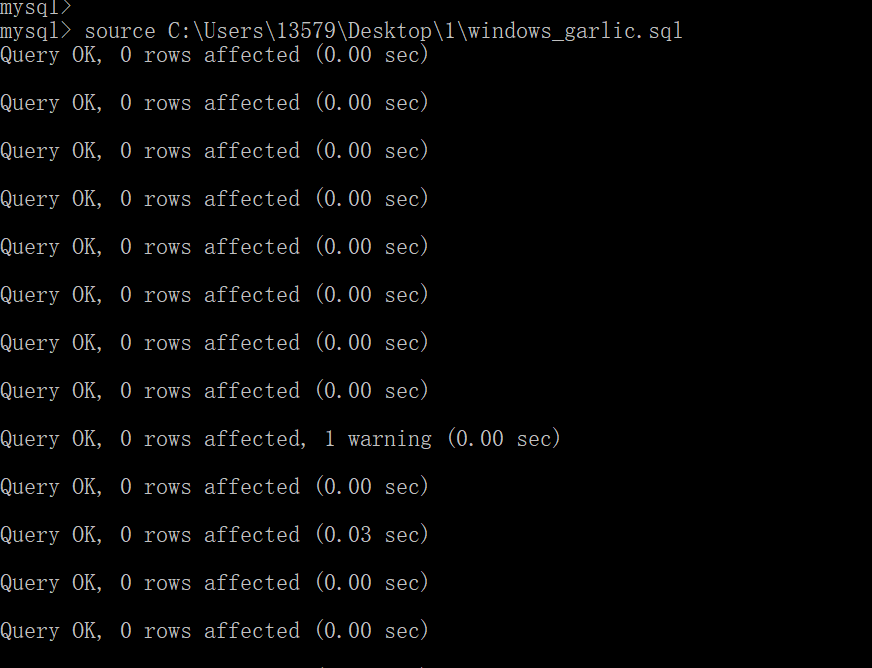 mysql>
mysql> source C:\Users\13579\Desktop\1\windows_garlic.sql
Query OK, 0 rows affected (0.00 sec)
Query OK, 0 rows affected (0.00 sec)
Query OK, 0 rows affected (0.00 sec)
Query OK, 0 rows affected (0.00 sec)
Query OK, 0 rows affected (0.00 sec)
Query OK, 0 rows affected (0.00 sec)
Query OK, 0 rows affected (0.00 sec)
Query OK, 0 rows affected (0.00 sec)
Query OK, 0 rows affected, 1 warning (0.00 sec)
Query OK, 0 rows affected (0.00 sec)
Query OK, 0 rows affected (0.03 sec)
Query OK, 0 rows affected (0.00 sec)
Query OK, 0 rows affected (0.00 sec)